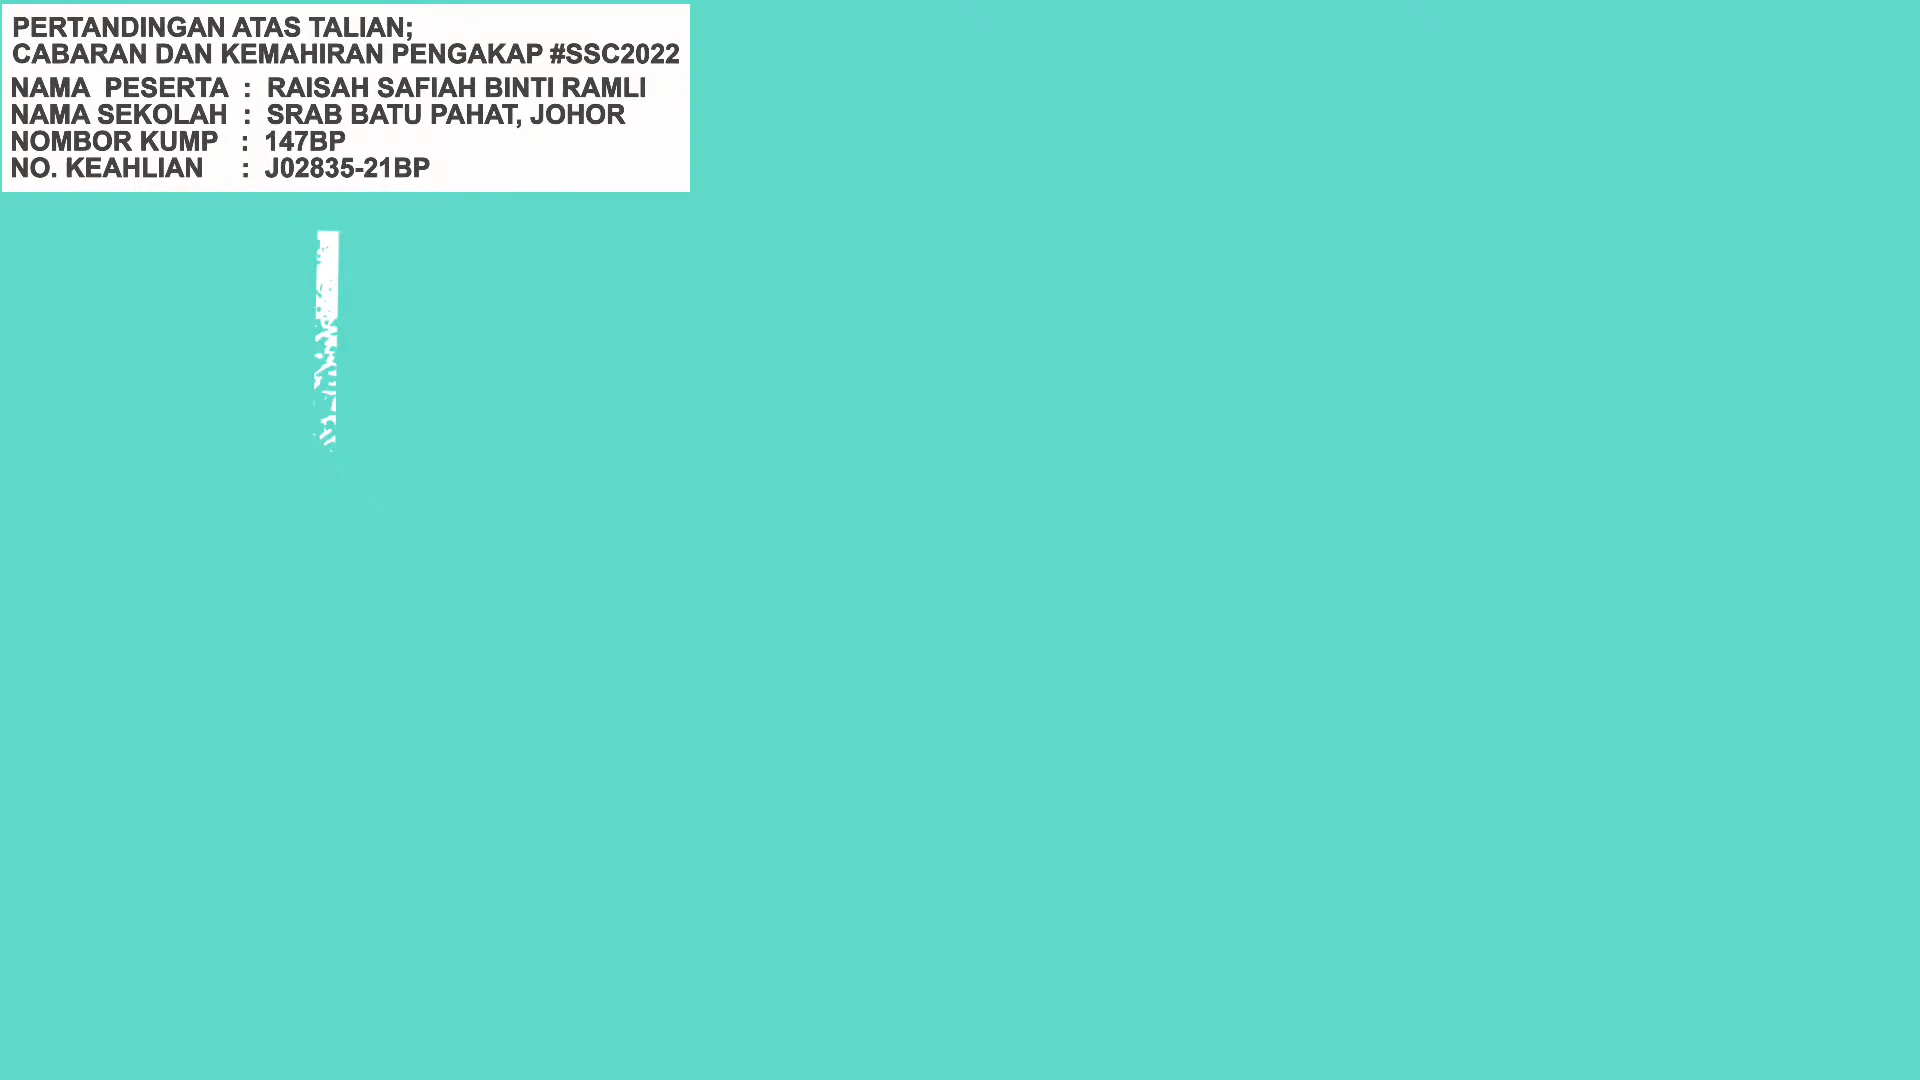 PERTANDINGAN ATAS TALIAN;
CABARAN DAN KEMAHIRAN PENGAKAP #SSC2022
NAMA PESERTA : RAISAH SAFIAH BINTI RAMLI
NAMA SEKOLAH : SRAB BATU PAHAT, JOHOR
NOMBOR KUMP : 147BP
NO. KEAHLIAN : J02835-21BP